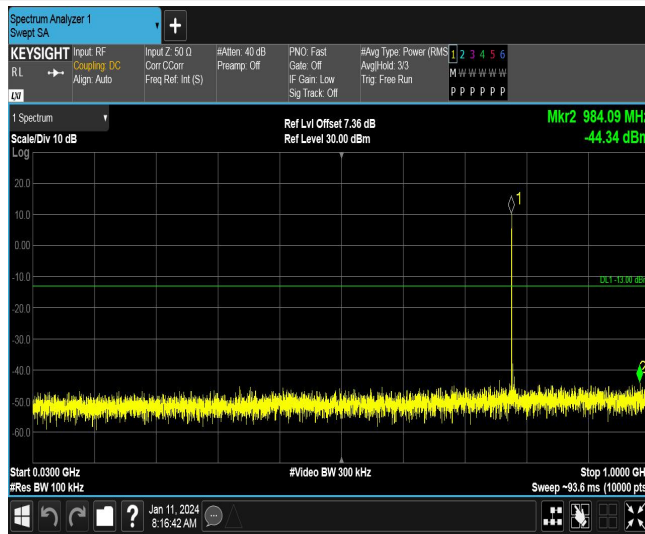 Spectrum Analyzer 1
Swept SA
+
KEYSIGHT
R L
LXI
Input: RF
Coupling: DC
Align: Auto
Input Z: 50 Ω
Corr CCorr
Freq Ref: Int (S)
#Atten: 40 dB
Preamp: Off
PNO: Fast
Gate: Off
IF Gain: Low
Sig Track: Off
#Avg Type: Power (RMS
Avg|Hold: 3/3
Trig: Free Run
1 2 3 4 5 6
M W W W W W
P P P P P P
1 Spectrum
Scale/Div 10 dB
Log
Ref Lvl Offset 7.36 dB
Ref Level 30.00 dBm
Mkr2 984.09 MHz
-44.34 dBm
20.0
10.0
0.00
-10.0
-20.0
-30.0
-40.0
-50.0
-60.0
1
DL1 -13.00 dBm
2
Start 0.0300 GHz
#Res BW 100 kHz
#Video BW 300 kHz
Stop 1.0000 GH
Sweep ~93.6 ms (10000 pts
?
Jan 11, 2024
8:16:42 AM